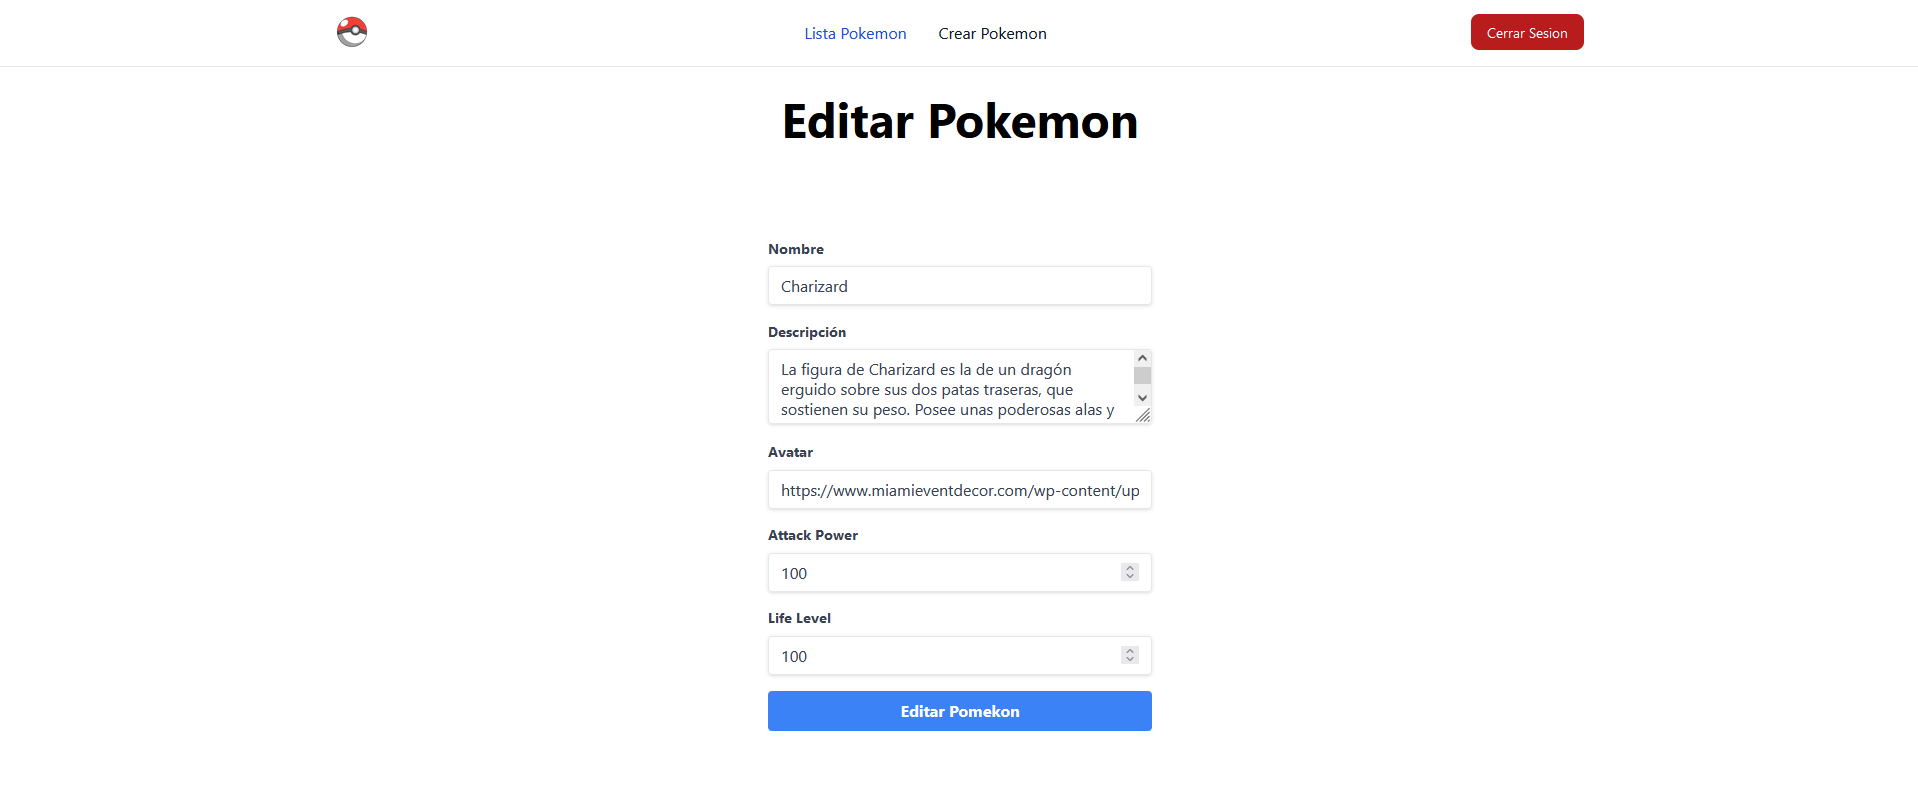 Lista Pokemon
Crear Pokemon
Cerrar Sesion
Editar Pokemon
Nombre
Charizard
Descripción
La figura de Charizard es la de un dragón
erguido sobre sus dos patas traseras, que
sostienen su peso. Posee unas poderosas alas y
Avatar
https://www.miamieventdecor.com/wp-content/up
Attack Power
100
Life Level
100
Editar Pomekon